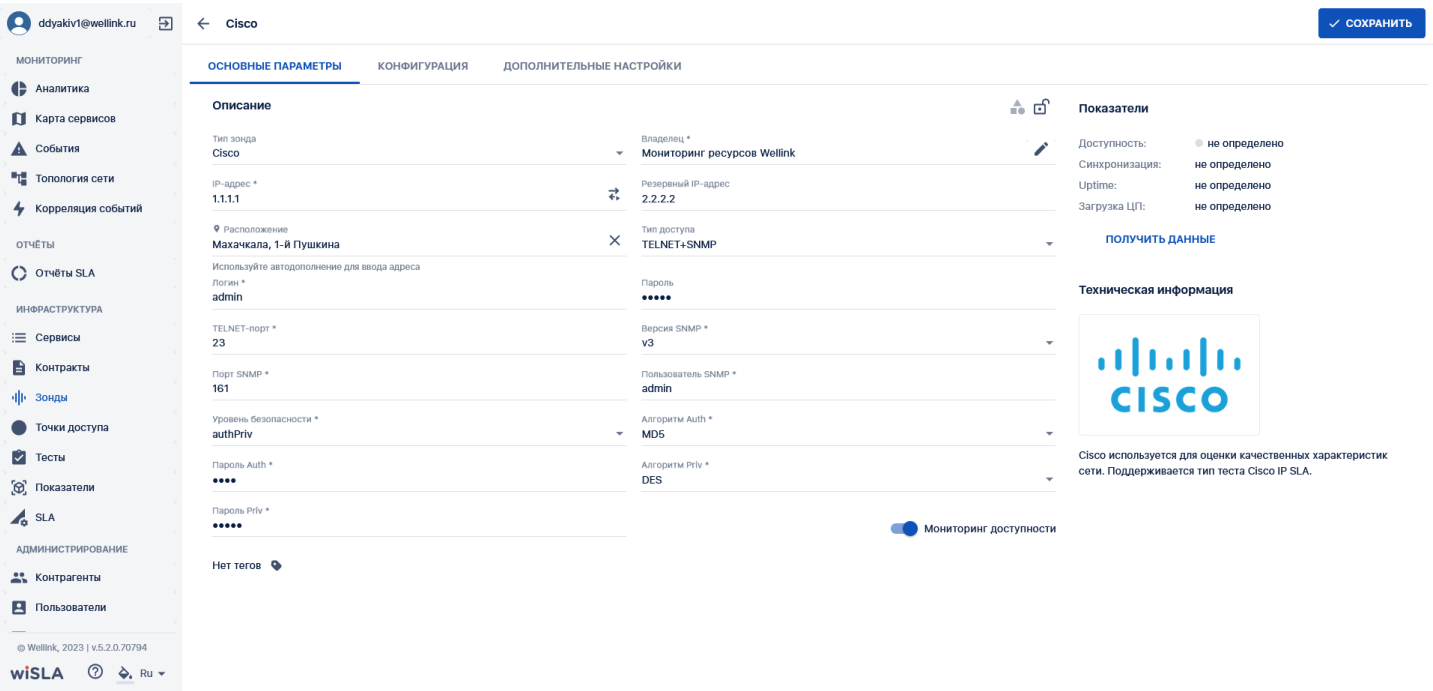 ddyakiv1@wellink.ru
МОНИТОРИНГ
Аналитика
Карта сервисов
События
Топология сети
Корреляция событий
ОТЧЁТЫ
Отчёты SLA
ИНФРАСТРУКТУРА
Сервисы
Контракты
Зонды
Точки доступа
Тесты
Показатели
SLA
АДМИНИСТРИРОВАНИЕ
Контрагенты
Пользователи
© Wellink, 2023 | v.5.2.0.70794
wiSLA Ru
Cisco
СОХРАНИТЬ
ОСНОВНЫЕ ПАРАМЕТРЫ КОНФИГУРАЦИЯ ДОПОЛНИТЕЛЬНЫЕ НАСТРОЙКИ
Описание
Тип зонда
Cisco
Владелец *
Мониторинг ресурсов Wellink
IP-адрес *
1.1.1.1
Резервный IP-адрес
2.2.2.2
Расположение
Махачкала, 1-й Пушкина
Используйте автодополнение для ввода адреса
Тип доступа
TELNET+SNMP
Логин *
admin
Пароль
•••••
TELNET-порт *
23
Версия SNMP *
v3
Порт SNMP *
161
Пользователь SNMP *
admin
Уровень безопасности *
authPriv
Алгоритм Auth *
MD5
Пароль Auth *
••••
Алгоритм Priv *
DES
Пароль Priv *
•••••
Мониторинг доступности
Нет тегов
Показатели
Доступность: не определено
Синхронизация: не определено
Uptime: не определено
Загрузка ЦП: не определено
ПОЛУЧИТЬ ДАННЫЕ
Техническая информация
CISCO
Cisco используется для оценки качественных характеристик
сети. Поддерживается тип теста Cisco IP SLA.